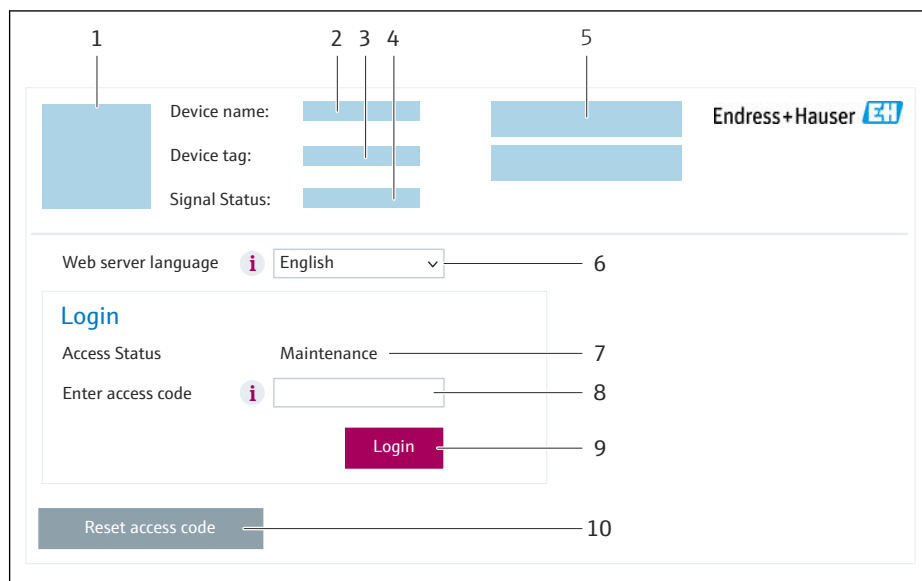 1 2 3 4 5
Device name:
Endress+Hauser EH
Device tag:
Signal Status:
Web server language i English 6
Login
Access Status Maintenance 7
Enter access code i 8
Login 9
Reset access code 10